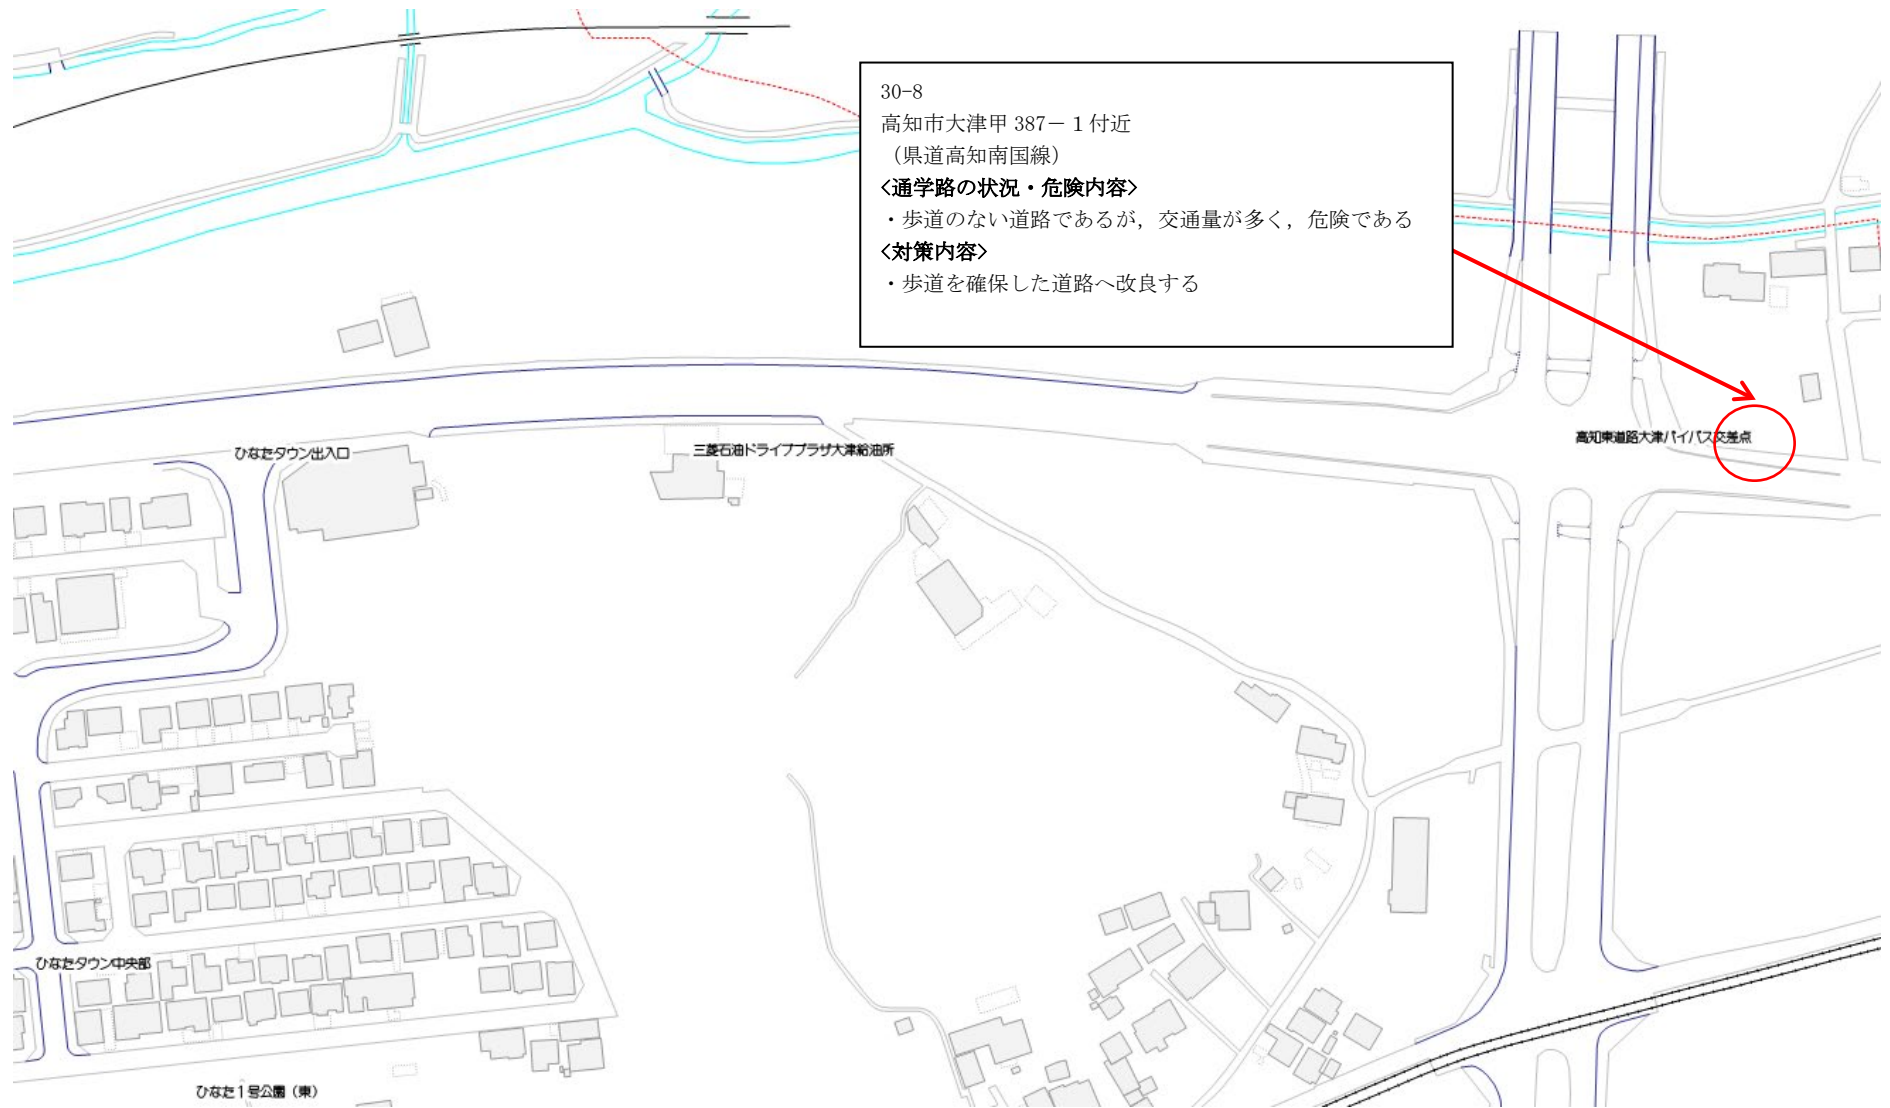 30-8
高知市大津甲 387－１付近
（県道高知南国線）
<通学路の状況・危険内容>
・歩道のない道路であるが，交通量が多く，危険である
<対策内容>
・歩道を確保した道路へ改良する
高知東道路大津バイパス交差点
ひなたタウン出入口
三菱石油ドライブプラザ大津給油所
ひなたタウン中央部
ひなた１号公園（東）